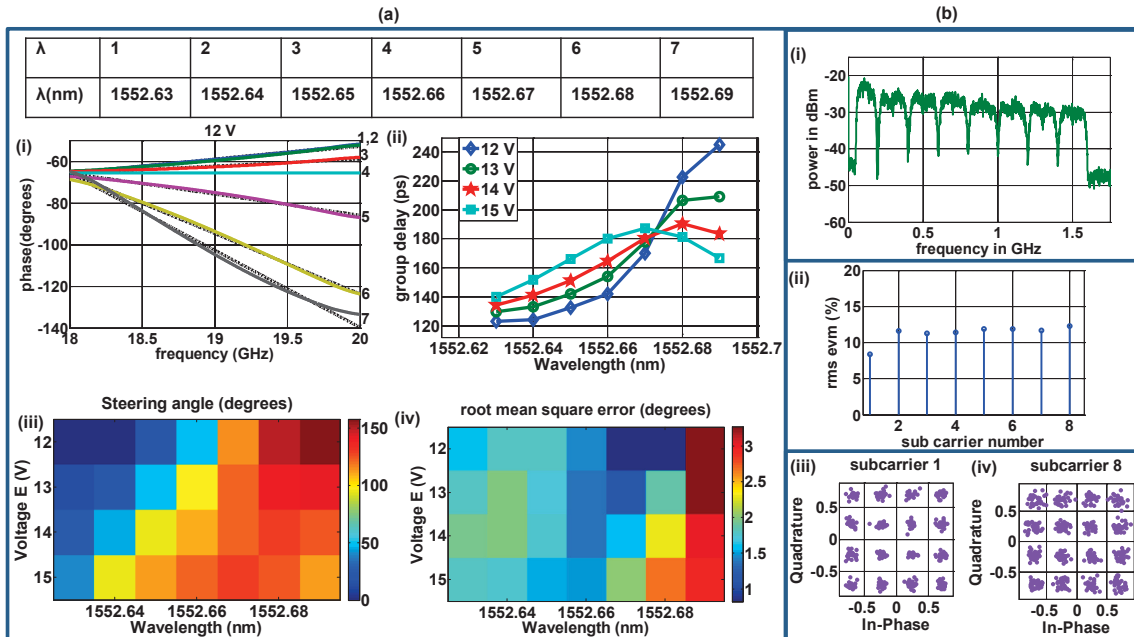 (a)
λ 1 2 3 4 5 6 7
λ(nm) 1552.63 1552.64 1552.65 1552.66 1552.67 1552.68 1552.69
(i)
12 V
phase(degrees)
-60
-80
-100
-120
-140
1,2
3
4
5
6
7
18 18.5 19 19.5 20
frequency (GHz)
(ii)
group delay (ps)
240
220
200
180
160
140
120
12 V
13 V
14 V
15 V
1552.62 1552.64 1552.66 1552.68 1552.7
Wavelength (nm)
(iii)
Steering angle (degrees)
Voltage E (V)
12
13
14
15
1552.64 1552.66 1552.68
Wavelength (nm)
150
100
50
0
(iv)
root mean square error (degrees)
Voltage E (V)
12
13
14
15
1552.64 1552.66 1552.68
Wavelength (nm)
3
2.5
2
1.5
1
(b)
(i)
power in dBm
-20
-30
-40
-50
-60
0 0.5 1 1.5
frequency in GHz
(ii)
rms evm (%)
20
15
10
5
0
2 4 6 8
sub carrier number
(iii)
subcarrier 1
Quadrature
0.5
0
-0.5
-0.5 0 0.5
In-Phase
(iv)
subcarrier 8
Quadrature
0.5
0
-0.5
-0.5 0 0.5
In-Phase